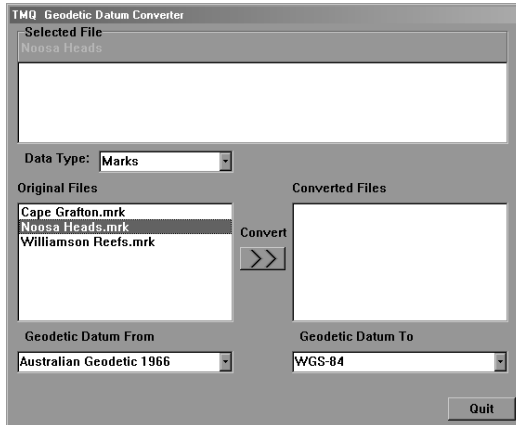 TMQ Geodetic Datum Converter
Selected File
Noosa Heads
Data Type: Marks
Original Files
Converted Files
Cape Grafton.mrk
Noosa Heads.mrk
Williamson Reefs.mrk
Convert
>>
Geodetic Datum From
Geodetic Datum To
Australian Geodetic 1966
WGS-84
Quit